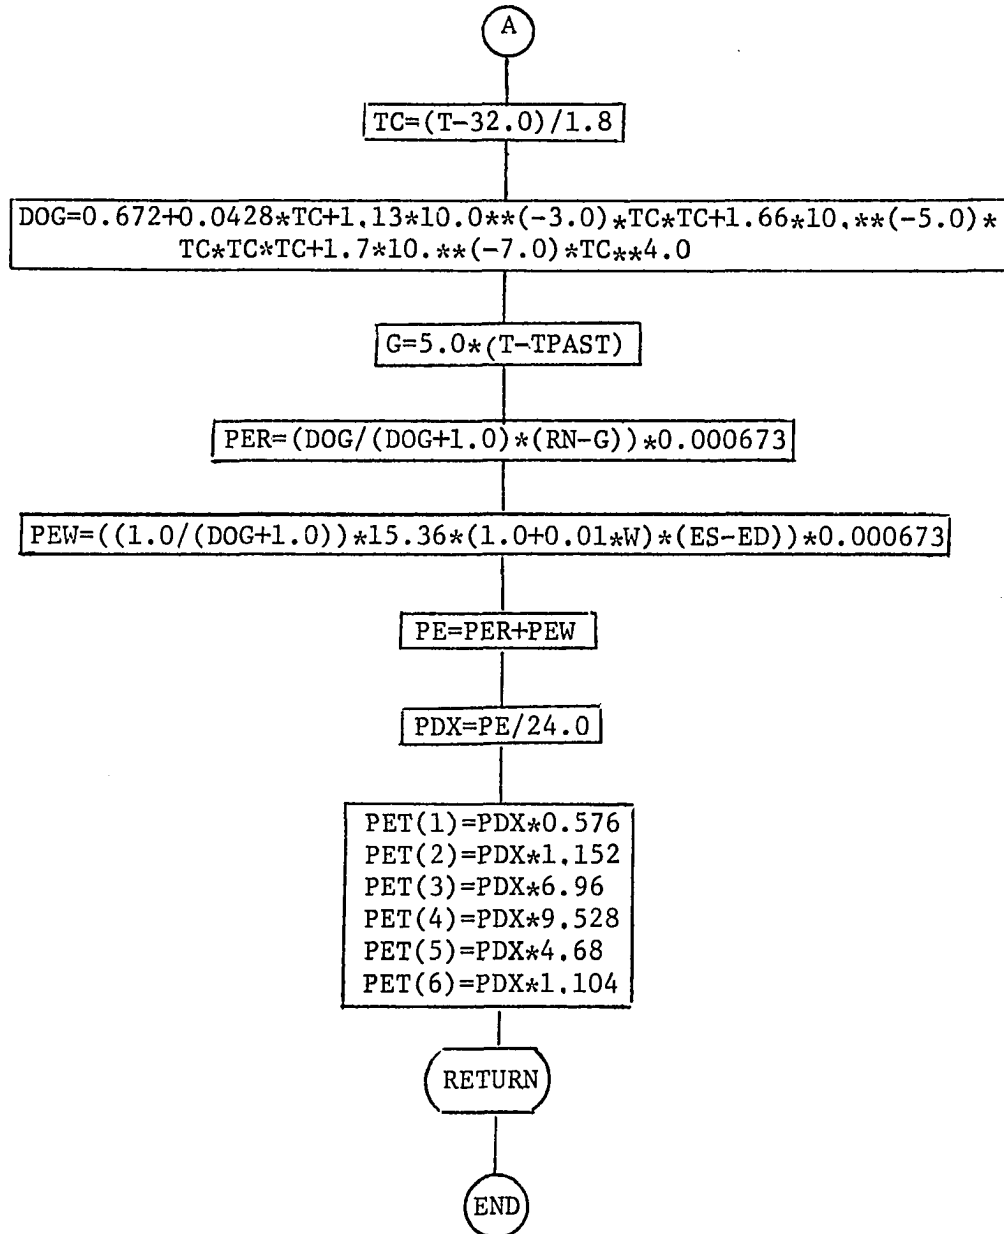 A
TC=(T-32.0)/1.8
DOG=0.672+0.0428*TC+1.13*10.0**(-3.0)*TC*TC+1.66*10.**(-5.0)*
TC*TC*TC+1.7*10.**(-7.0)*TC**4.0
G=5.0*(T-TPAST)
PER=(DOG/(DOG+1.0)*(RN-G))*0.000673
PEW=((1.0/(DOG+1.0))*15.36*(1.0+0.01*W)*(ES-ED))*0.000673
PE=PER+PEW
PDX=PE/24.0
PET(1)=PDX*0.576
PET(2)=PDX*1.152
PET(3)=PDX*6.96
PET(4)=PDX*9.528
PET(5)=PDX*4.68
PET(6)=PDX*1.104
RETURN
END